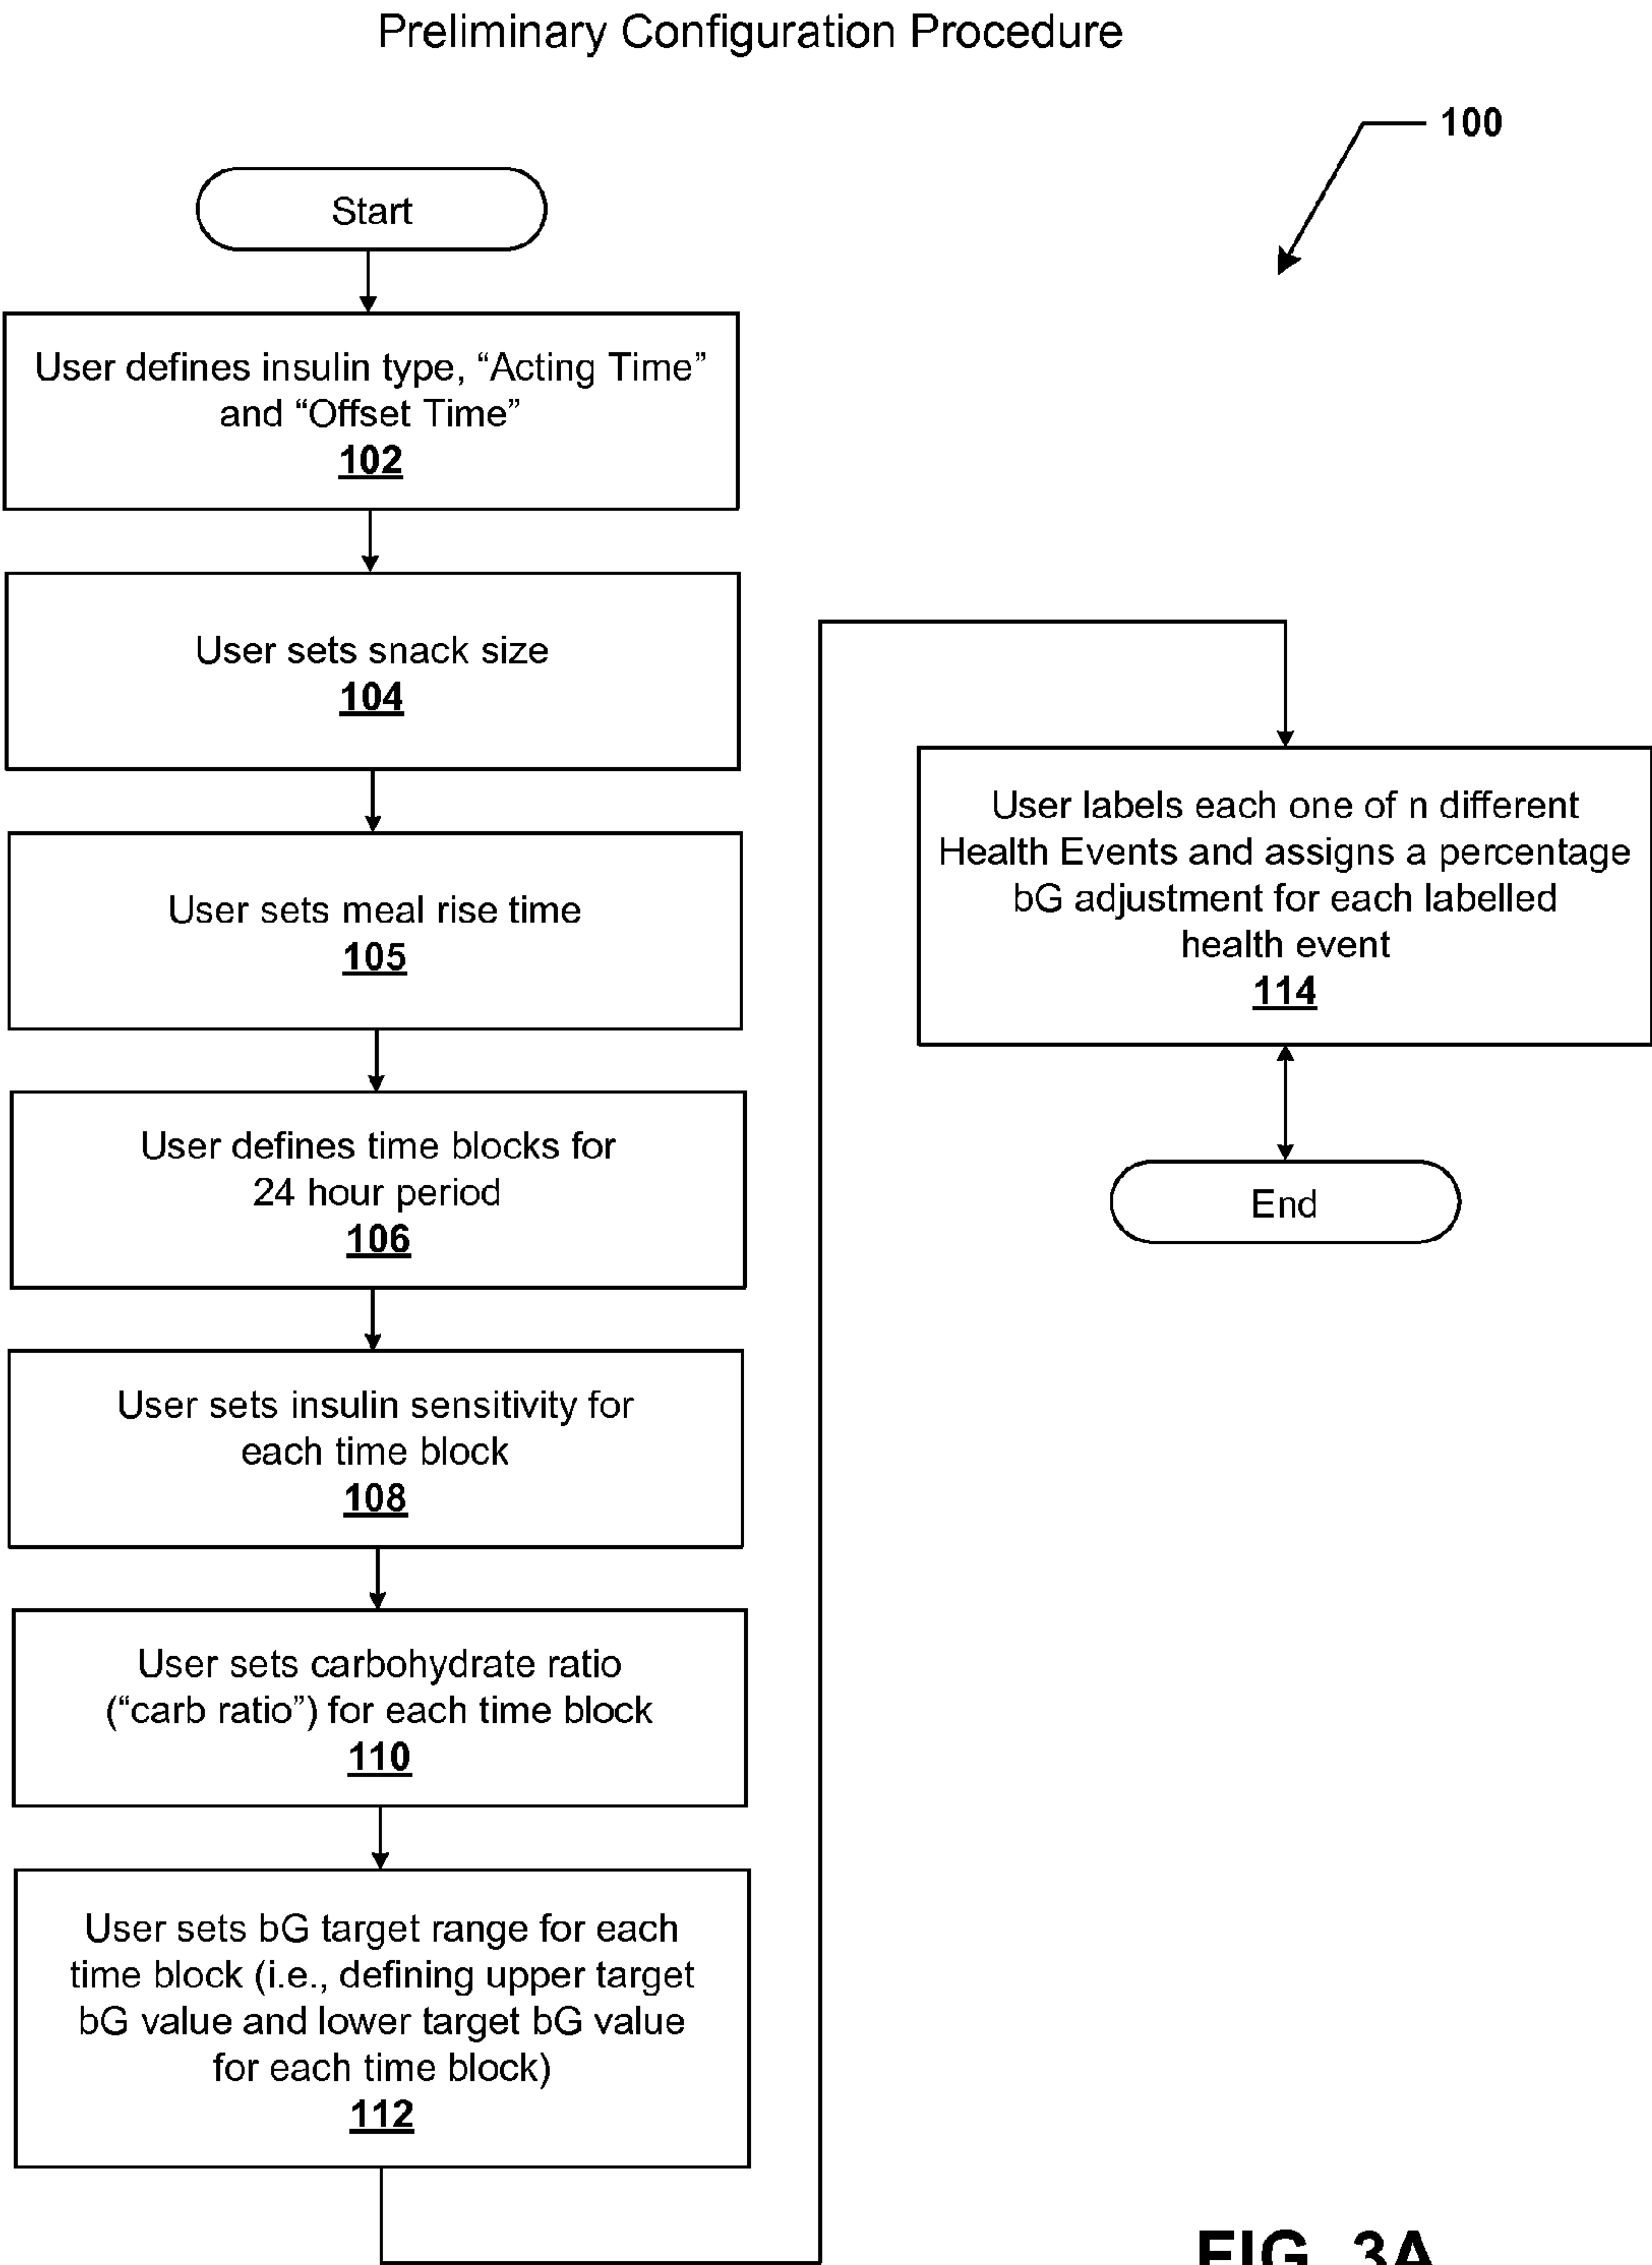 Preliminary Configuration Procedure
100
Start
User defines insulin type, “Acting Time”
and “Offset Time”
102
User sets snack size
104
User sets meal rise time
105
User defines time blocks for
24 hour period
106
User sets insulin sensitivity for
each time block
108
User sets carbohydrate ratio
(“carb ratio”) for each time block
110
User sets bG target range for each
time block (i.e., defining upper target
bG value and lower target bG value
for each time block)
112
User labels each one of n different
Health Events and assigns a percentage
bG adjustment for each labelled
health event
114
End
FIG. 3A